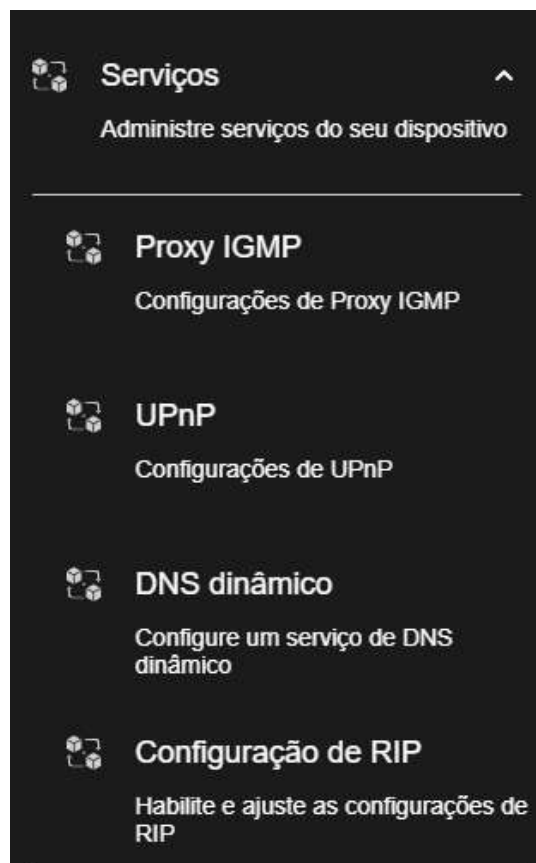 Serviços
Administre serviços do seu dispositivo
Proxy IGMP
Configurações de Proxy IGMP
UPnP
Configurações de UPnP
DNS dinâmico
Configure um serviço de DNS
dinâmico
Configuração de RIP
Habilite e ajuste as configurações de
RIP